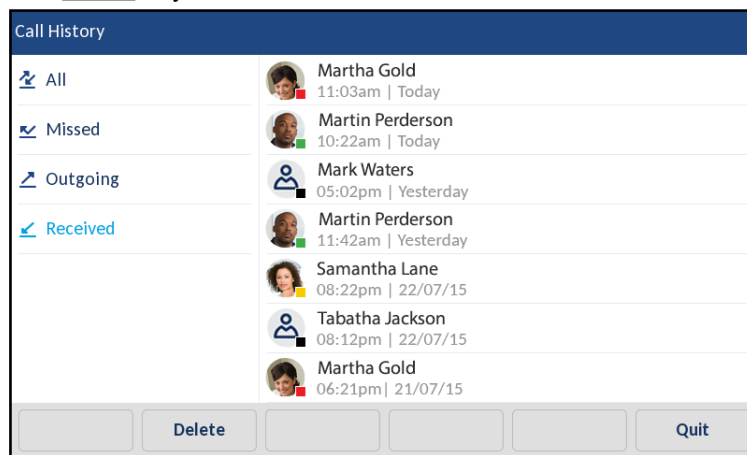 Call History
All
Missed
Outgoing
Received
Martha Gold
11:03am | Today
Martin Perderson
10:22am | Today
Mark Waters
05:02pm | Yesterday
Martin Perderson
11:42am | Yesterday
Samantha Lane
08:22pm | 22/07/15
Tabatha Jackson
08:12pm | 22/07/15
Martha Gold
06:21pm| 21/07/15
Delete
Quit